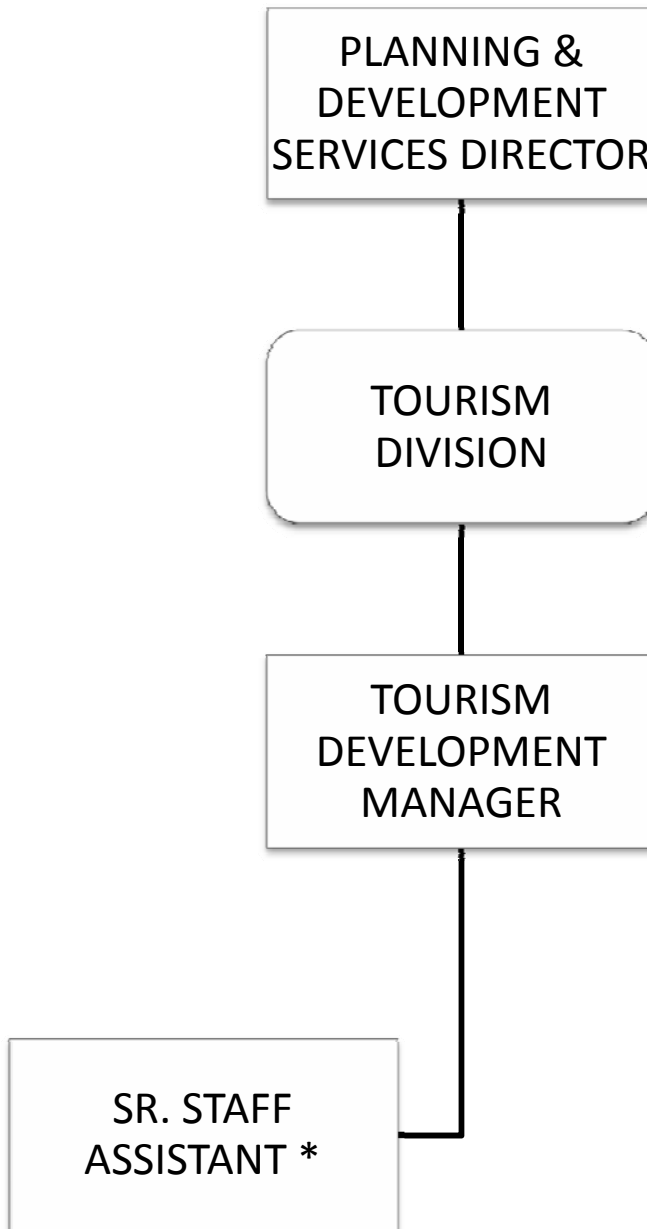 PLANNING &
DEVELOPMENT
SERVICES DIRECTOR
TOURISM
DIVISION
TOURISM
DEVELOPMENT
MANAGER
SR. STAFF
ASSISTANT *